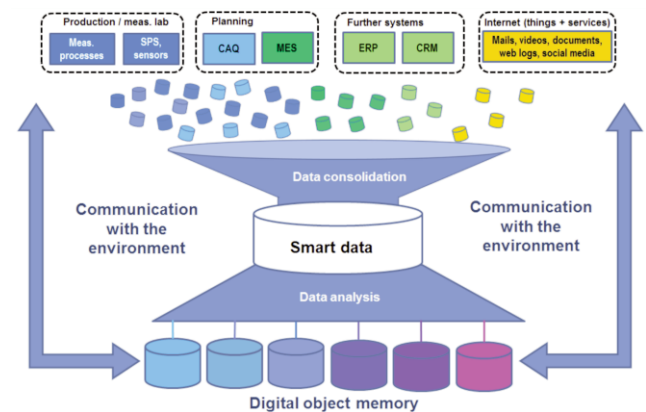 Production / meas. lab
Planning
Further systems
Internet (things + services)
Meas.
processes
SPS,
sensors
CAQ
MES
ERP
CRM
Mails, videos, documents,
web logs, social media
Data consolidation
Communication
with the
environment
Communication
with the
environment
Smart data
Data analysis
Digital object memory